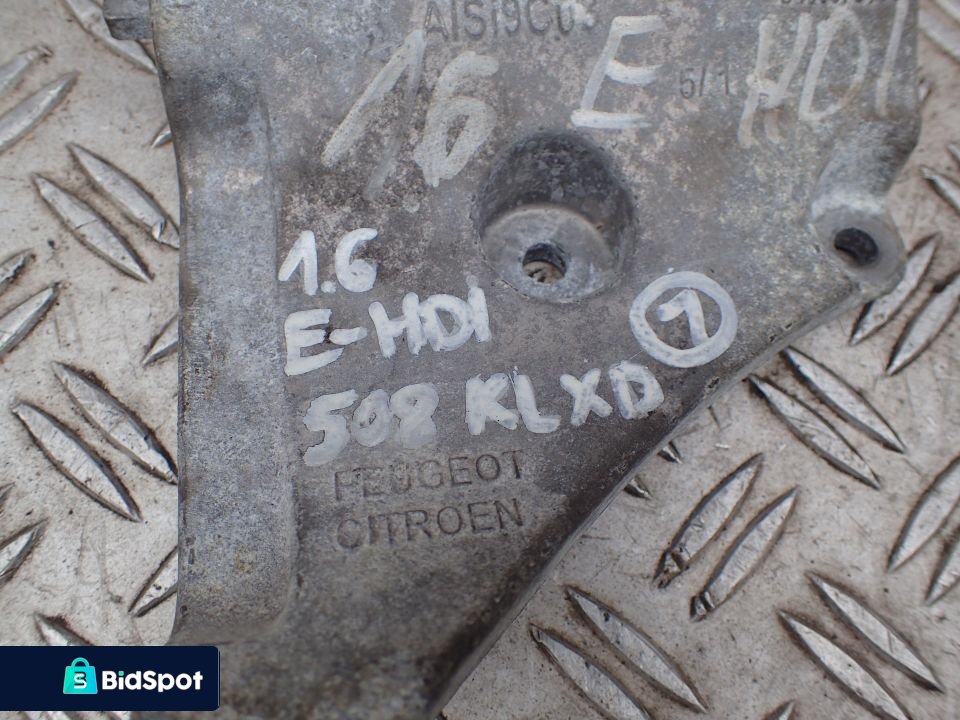 AlSi9Cu
5/1
16 E HDI
1.6
E-HDI
1
508 KLXD
PEUGEOT
CITROEN
BidSpot